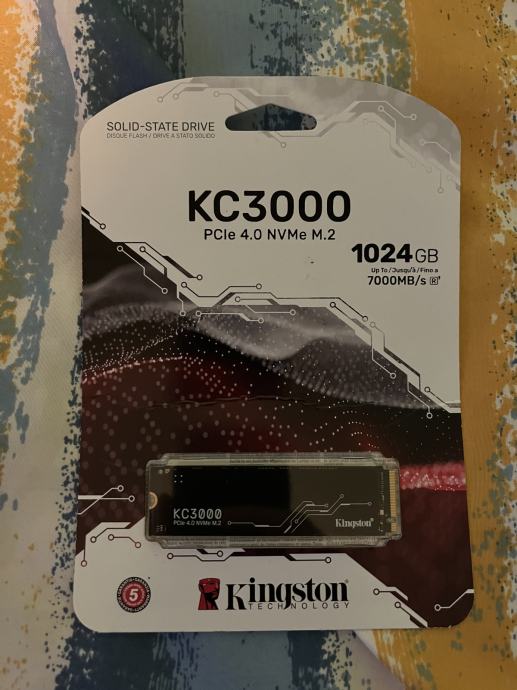 SOLID-STATE DRIVE
DISQUE FLASH / DRIVE A STATO SOLIDO
KC3000
PCIe 4.0 NVMe M.2
1024GB
Up To / Jusqu'à / Fino a
7000MB/s R
KC3000
PCIe 4.0 NVMe M.2
Kingston
5
Kingston
TECHNOLOGY